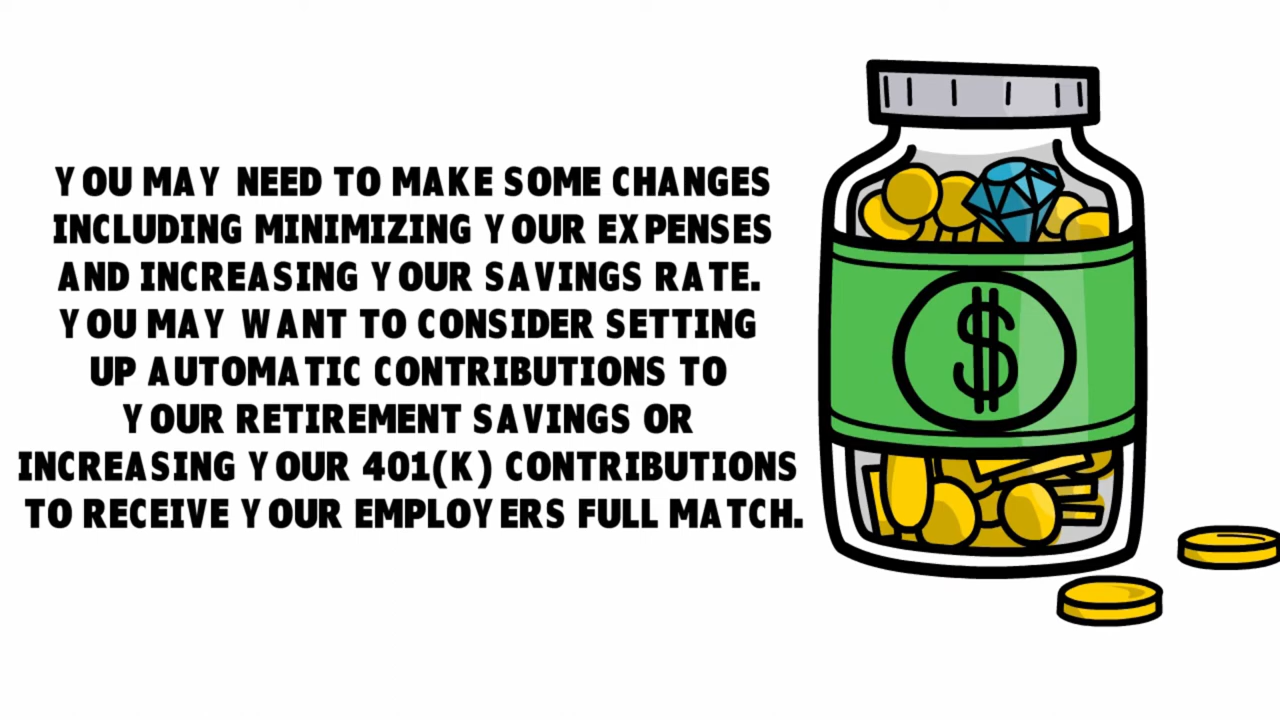 YOU MAY NEED TO MAKE SOME CHANGES
INCLUDING MINIMIZING YOUR EXPENSES
AND INCREASING YOUR SAVINGS RATE.
YOU MAY WANT TO CONSIDER SETTING
UP AUTOMATIC CONTRIBUTIONS TO
YOUR RETIREMENT SAVINGS OR
INCREASING YOUR 401(K) CONTRIBUTIONS
TO RECEIVE YOUR EMPLOYERS FULL MATCH.
$